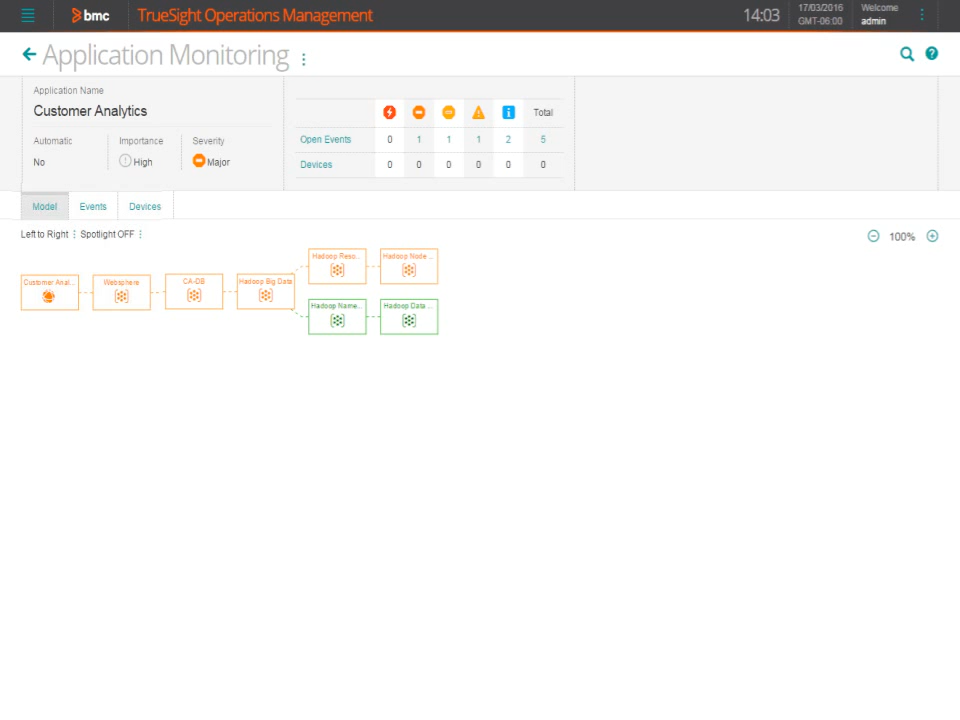 bmc TrueSight Operations Management 14:03 17/03/2016 GMT-06:00 Welcome admin
Application Monitoring
Application Name
Customer Analytics
Automatic Importance Severity
No High Major
Total
Open Events 0 1 1 1 2 5
Devices 0 0 0 0 0 0
Model Events Devices
Left to Right Spotlight OFF 100%
Hadoop Reso... Hadoop Node ...
Customer Anal... Websphere CA-DB Hadoop Big Data
Hadoop Name... Hadoop Data ...